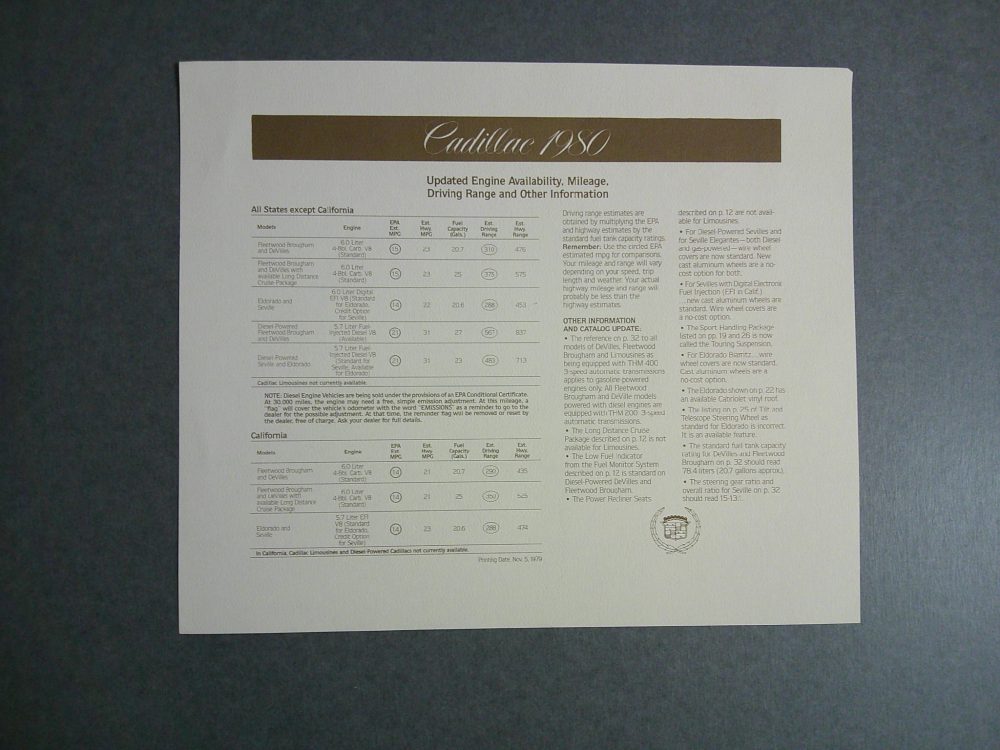 Cadillac 1980
Updated Engine Availability, Mileage,
Driving Range and Other Information
All States except California
Models Engine EPA Est. MPG Est. Hwy. MPG Fuel Capacity (Gals.) Est. Driving Range Est. Hwy. Range
Fleetwood Brougham and DeVilles 6.0 Liter 4-Bbl. Carb. V8 (Standard) 15 23 20.7 310 476
Fleetwood Brougham and DeVilles with available Long Distance Cruise Package 6.0 Liter 4-Bbl. Carb. V8 (Standard) 15 23 25 375 575
Eldorado and Seville 6.0 Liter Digital EFI V8 (Standard for Eldorado, Credit Option for Seville) 14 22 20.6 288 453
Diesel-Powered Fleetwood Brougham and DeVilles 5.7 Liter Fuel-Injected Diesel V8 (Available) 21 31 27 567 837
Diesel-Powered Seville and Eldorado 5.7 Liter Fuel-Injected Diesel V8 (Standard for Seville, Available for Eldorado) 21 31 23 483 713
Cadillac Limousines not currently available.
NOTE: Diesel Engine Vehicles are being sold under the provisions of an EPA Conditional Certificate.
At 30,000 miles, the engine may need a free, simple emission adjustment. At this mileage, a
"flag" will cover the vehicle's odometer with the word "EMISSIONS" as a reminder to go to the
dealer for the possible adjustment. At that time, the reminder flag will be removed or reset by
the dealer, free of charge. Ask your dealer for full details.
California
Models Engine EPA Est. MPG Est. Hwy. MPG Fuel Capacity (Gals.) Est. Driving Range Est. Hwy. Range
Fleetwood Brougham and DeVilles 6.0 Liter 4-Bbl. Carb. V8 (Standard) 14 21 20.7 290 435
Fleetwood Brougham and DeVilles with available Long Distance Cruise Package 6.0 Liter 4-Bbl. Carb. V8 (Standard) 14 21 25 350 525
Eldorado and Seville 5.7 Liter EFI V8 (Standard for Eldorado, Credit Option for Seville) 14 23 20.6 288 474
In California, Cadillac Limousines and Diesel-Powered Cadillacs not currently available.
Printing Date: Nov. 5, 1979
Driving range estimates are
obtained by multiplying the EPA
and highway estimates by the
standard fuel tank capacity ratings.
Remember: Use the circled EPA
estimated mpg for comparisons.
Your mileage and range will vary
depending on your speed, trip
length and weather. Your actual
highway mileage and range will
probably be less than the
highway estimates.
OTHER INFORMATION
AND CATALOG UPDATE:
• The reference on p. 32 to all
models of DeVilles, Fleetwood
Brougham and Limousines as
being equipped with THM 400
3-speed automatic transmissions
applies to gasoline-powered
engines only. All Fleetwood
Brougham and DeVille models
powered with diesel engines are
equipped with THM 200 3-speed
automatic transmissions.
• The Long Distance Cruise
Package described on p. 12 is not
available for Limousines.
• The Low Fuel Indicator
from the Fuel Monitor System
described on p. 12 is standard on
Diesel-Powered DeVilles and
Fleetwood Brougham.
• The Power Recliner Seats
described on p. 12 are not avail-
able for Limousines.
• For Diesel-Powered Sevilles and
for Seville Elegantes—both Diesel
and gas-powered—wire wheel
covers are now standard. New
cast aluminum wheels are a no-
cost option for both.
• For Sevilles with Digital Electronic
Fuel Injection (EFI in Calif.)
...new cast aluminum wheels are
standard. Wire wheel covers are
a no-cost option.
• The Sport Handling Package
listed on pp. 19 and 26 is now
called the Touring Suspension.
• For Eldorado Biarritz... wire
wheel covers are now standard.
Cast aluminum wheels are a
no-cost option.
• The Eldorado shown on p. 22 has
an available Cabriolet vinyl roof.
• The listing on p. 25 of Tilt and
Telescope Steering Wheel as
standard for Eldorado is incorrect.
It is an available feature.
• The standard fuel tank capacity
rating for DeVilles and Fleetwood
Brougham on p. 32 should read
78.4 liters (20.7 gallons approx.)
• The steering gear ratio and
overall ratio for Seville on p. 32
should read 15-13: